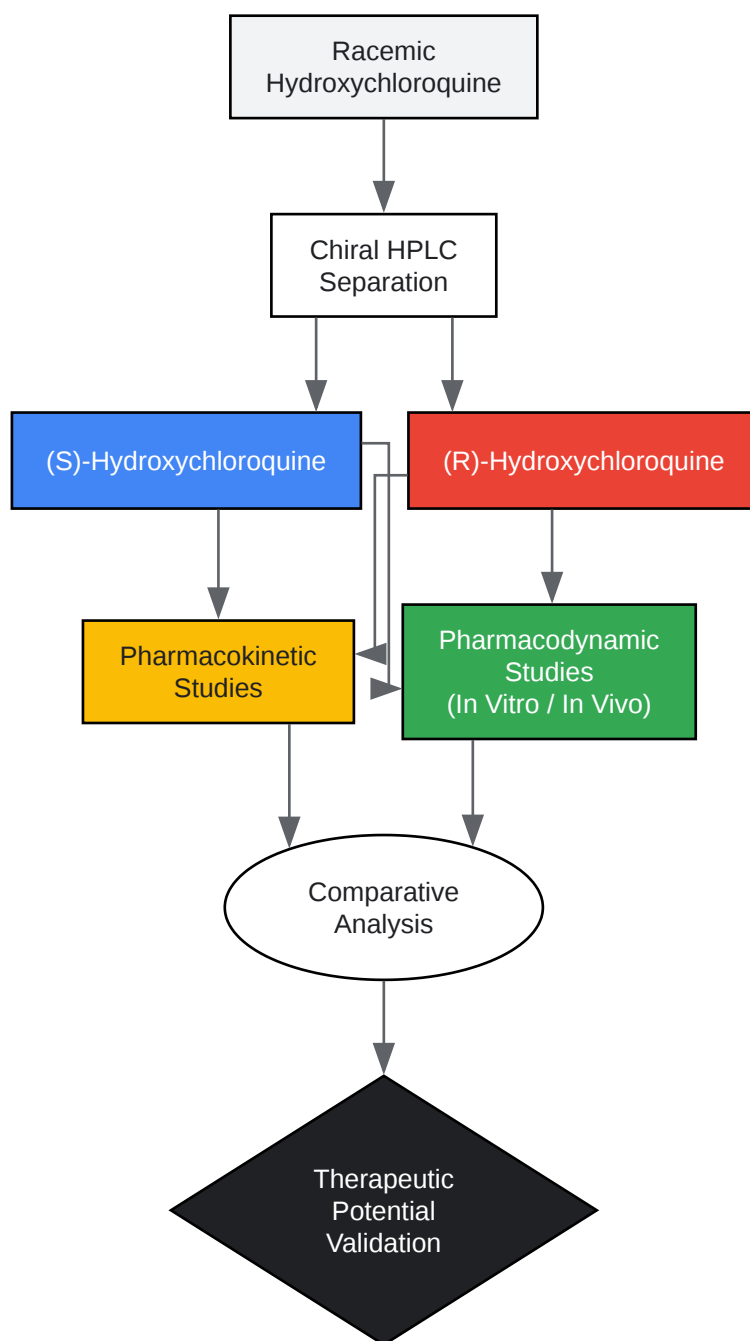 Racemic
Hydroxychloroquine
Chiral HPLC
Separation
(S)-Hydroxychloroquine
(R)-Hydroxychloroquine
Pharmacokinetic
Studies
Pharmacodynamic
Studies
(In Vitro / In Vivo)
Comparative
Analysis
Therapeutic
Potential
Validation